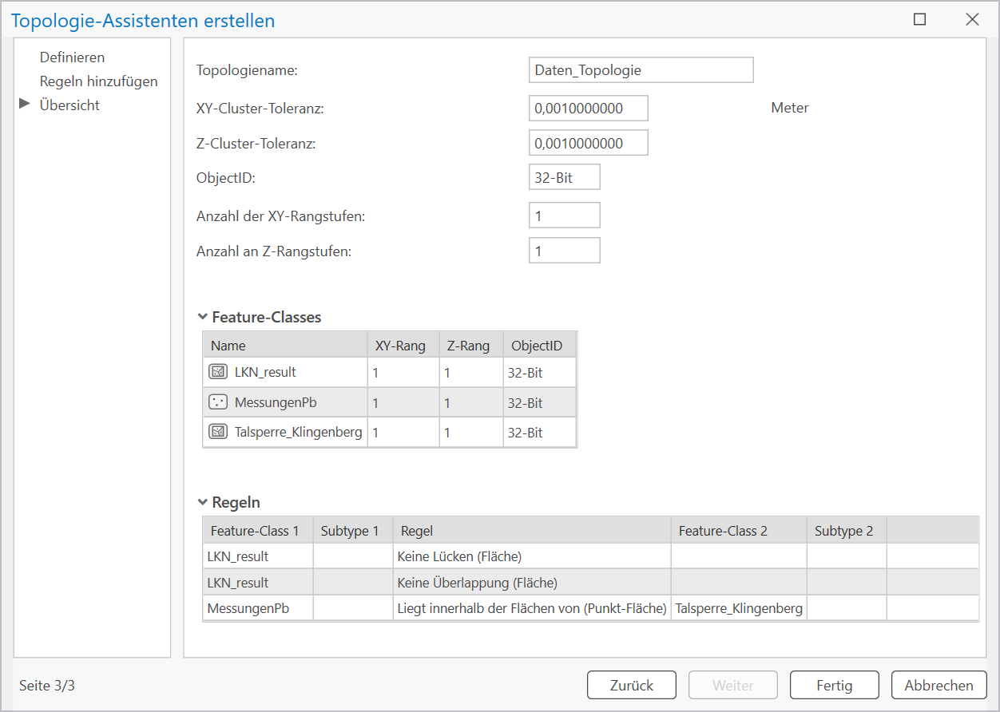 Topologie-Assistenten erstellen
Definieren
Regeln hinzufügen
Übersicht
Topologiename: Daten_Topologie
XY-Cluster-Toleranz: 0,0010000000 Meter
Z-Cluster-Toleranz: 0,0010000000
ObjectID: 32-Bit
Anzahl der XY-Rangstufen: 1
Anzahl an Z-Rangstufen: 1
Feature-Classes
Name XY-Rang Z-Rang ObjectID
LKN_result 1 1 32-Bit
MessungenPb 1 1 32-Bit
Talsperre_Klingenberg 1 1 32-Bit
Regeln
Feature-Class 1 Subtype 1 Regel Feature-Class 2 Subtype 2
LKN_result Keine Lücken (Fläche)
LKN_result Keine Überlappung (Fläche)
MessungenPb Liegt innerhalb der Flächen von (Punkt-Fläche) Talsperre_Klingenberg
Seite 3/3 Zurück Weiter Fertig Abbrechen